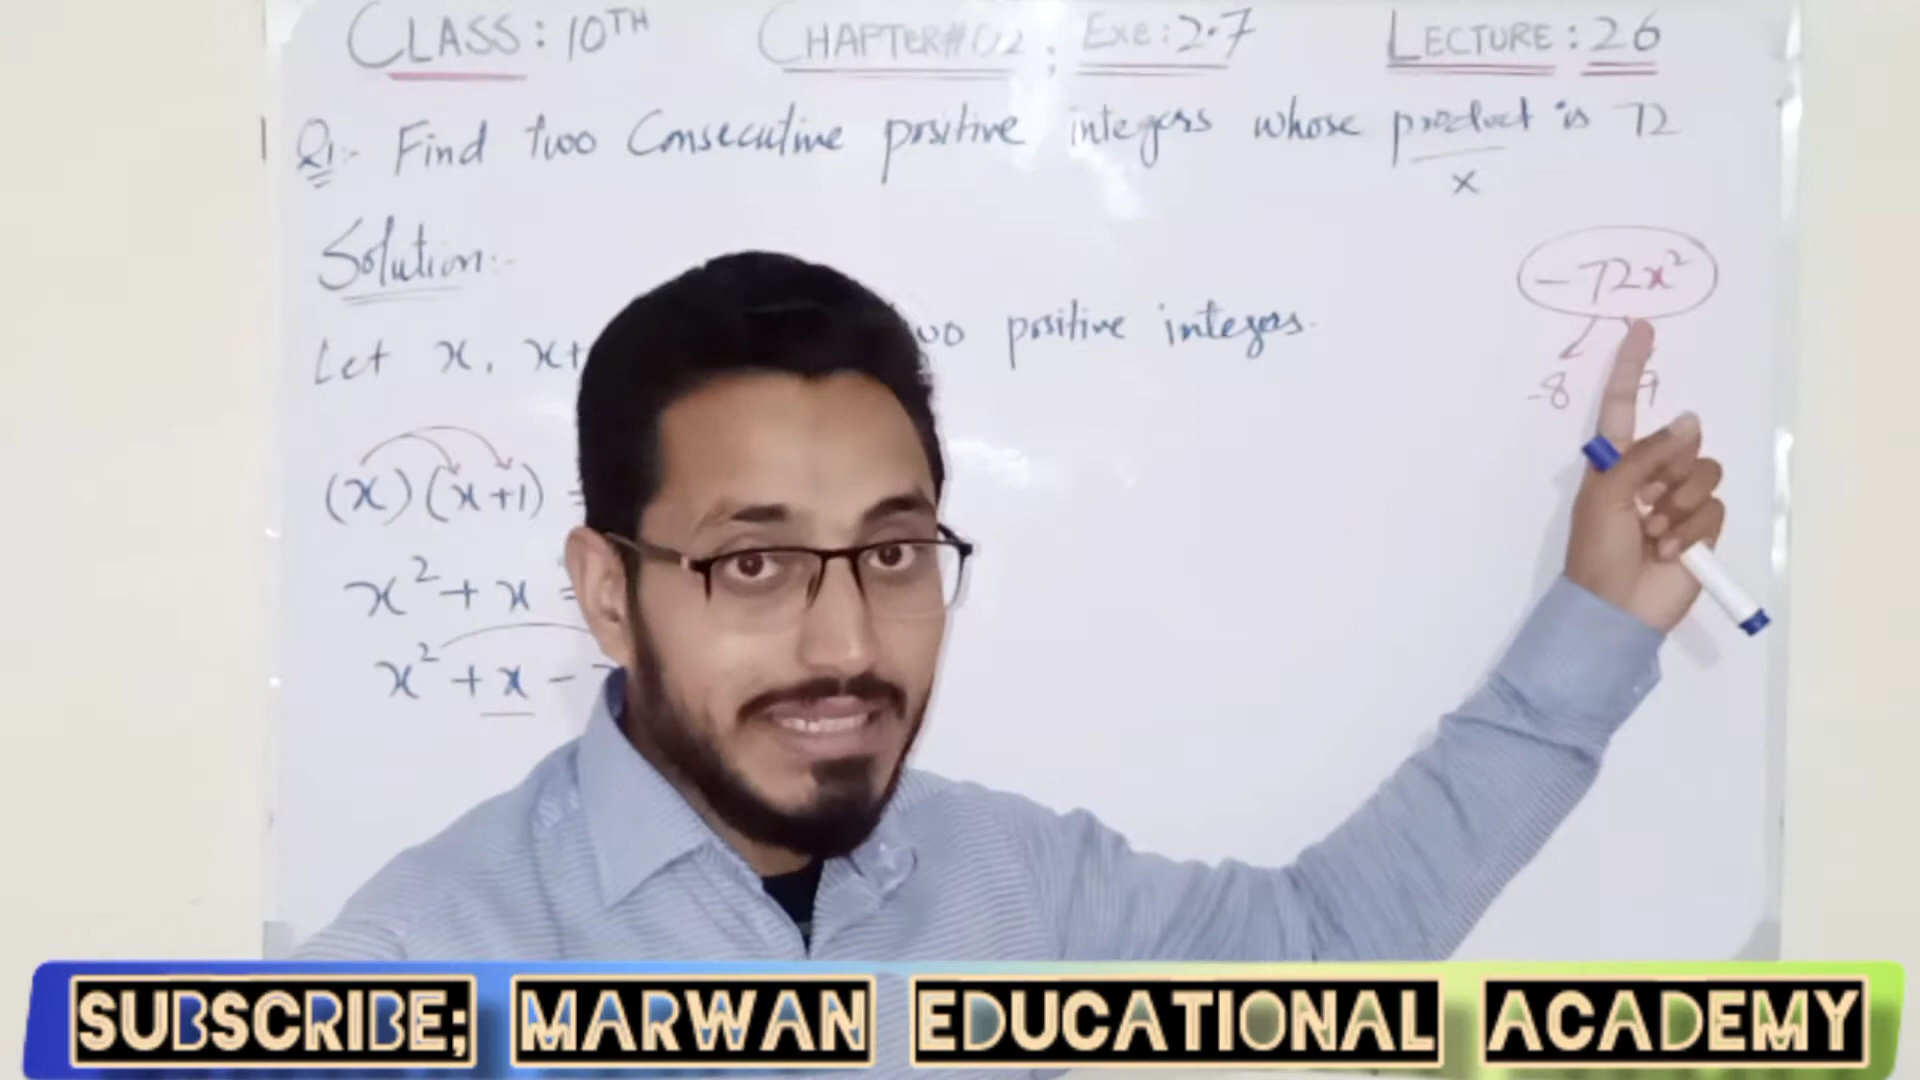 CLASS: 10TH CHAPTER#02; Exe: 2.7 LECTURE: 26
Q1:- Find two Consecutive positive integers whose product is 72
x
Solution:-
-72x²
Let x, x+ positive integers.
-8 9
(x)(x+1) =
x² + x =
x² + x -
SUBSCRIBE; MARWAN EDUCATIONAL ACADEMY